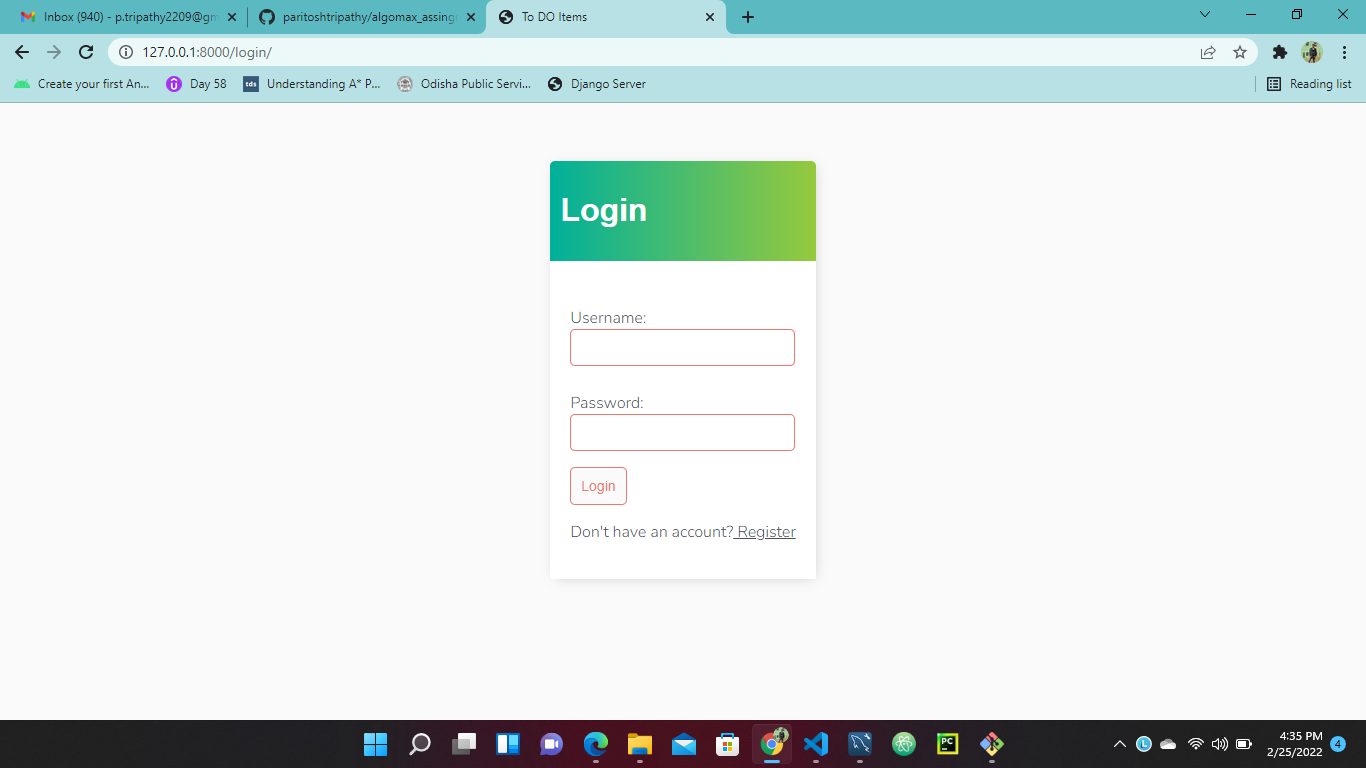 Inbox (940) - p.tripathy2209@gm
paritoshtripathy/algomax_assing
To DO Items
127.0.0.1:8000/login/
Create your first An...
Day 58
tds
Understanding A* P...
Odisha Public Servi...
Django Server
Reading list
Login
Username:
Password:
Login
Don't have an account? Register
PC
L
4:35 PM
2/25/2022
4